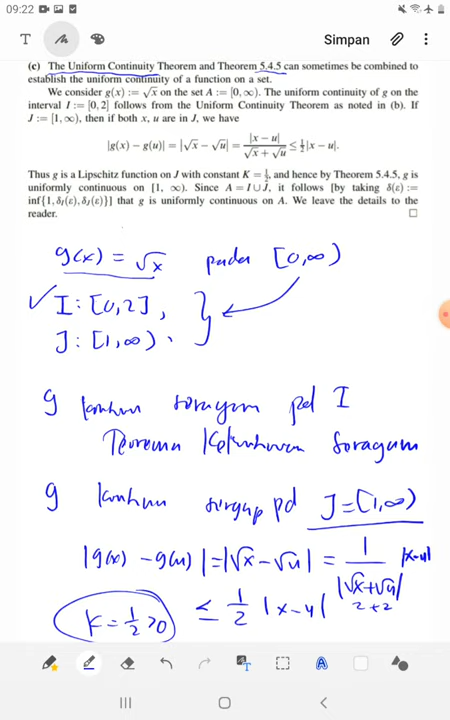 09:22
T
Simpan
(c) The Uniform Continuity Theorem and Theorem 5.4.5 can sometimes be combined to
establish the uniform continuity of a function on a set.
We consider g(x) := √x on the set A := [0, ∞). The uniform continuity of g on the
interval I := [0, 2] follows from the Uniform Continuity Theorem as noted in (b). If
J := [1, ∞), then if both x, u are in J, we have
|g(x) − g(u)| = |√x − √u| = |x − u| / (√x + √u) ≤ ½|x − u|.
Thus g is a Lipschitz function on J with constant K = ½, and hence by Theorem 5.4.5, g is
uniformly continuous on [1, ∞). Since A = I ∪ J, it follows [by taking δ(ε) :=
inf{1, δI(ε), δJ(ε)}] that g is uniformly continuous on A. We leave the details to the
reader. □
g(x) = √x pada [0,∞)
✓ I : [0,2],
J : [1,∞).
g kontinu seragam pd I
Teorema Kekontinuan Seragam
g kontinu pd J = [1,∞)
|g(x) − g(u)| = |√x − √u| = 1 / |√x + √u| |x−u|
2 + 2
K = ½ > 0 ≤ ½ |x−u|
A